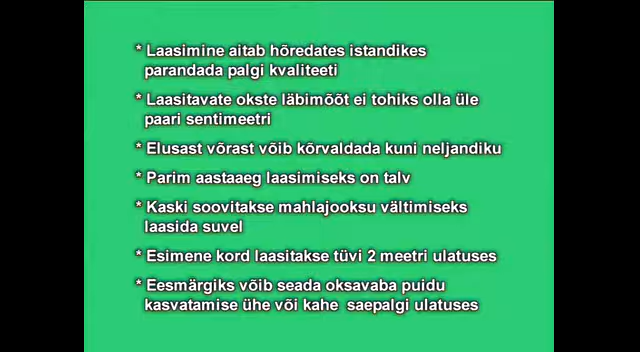 * Laasimine aitab hõredates istandikes
parandada palgi kvaliteeti
* Laasitavate okste läbimõõt ei tohiks olla üle
paari sentimeetri
* Elusast võrast võib kõrvaldada kuni neljandiku
* Parim aastaaeg laasimiseks on talv
* Kaski soovitakse mahlajooksu vältimiseks
laasida suvel
* Esimene kord laasitakse tüvi 2 meetri ulatuses
* Eesmärgiks võib seada oksavaba puidu
kasvatamise ühe või kahe saepalgi ulatuses